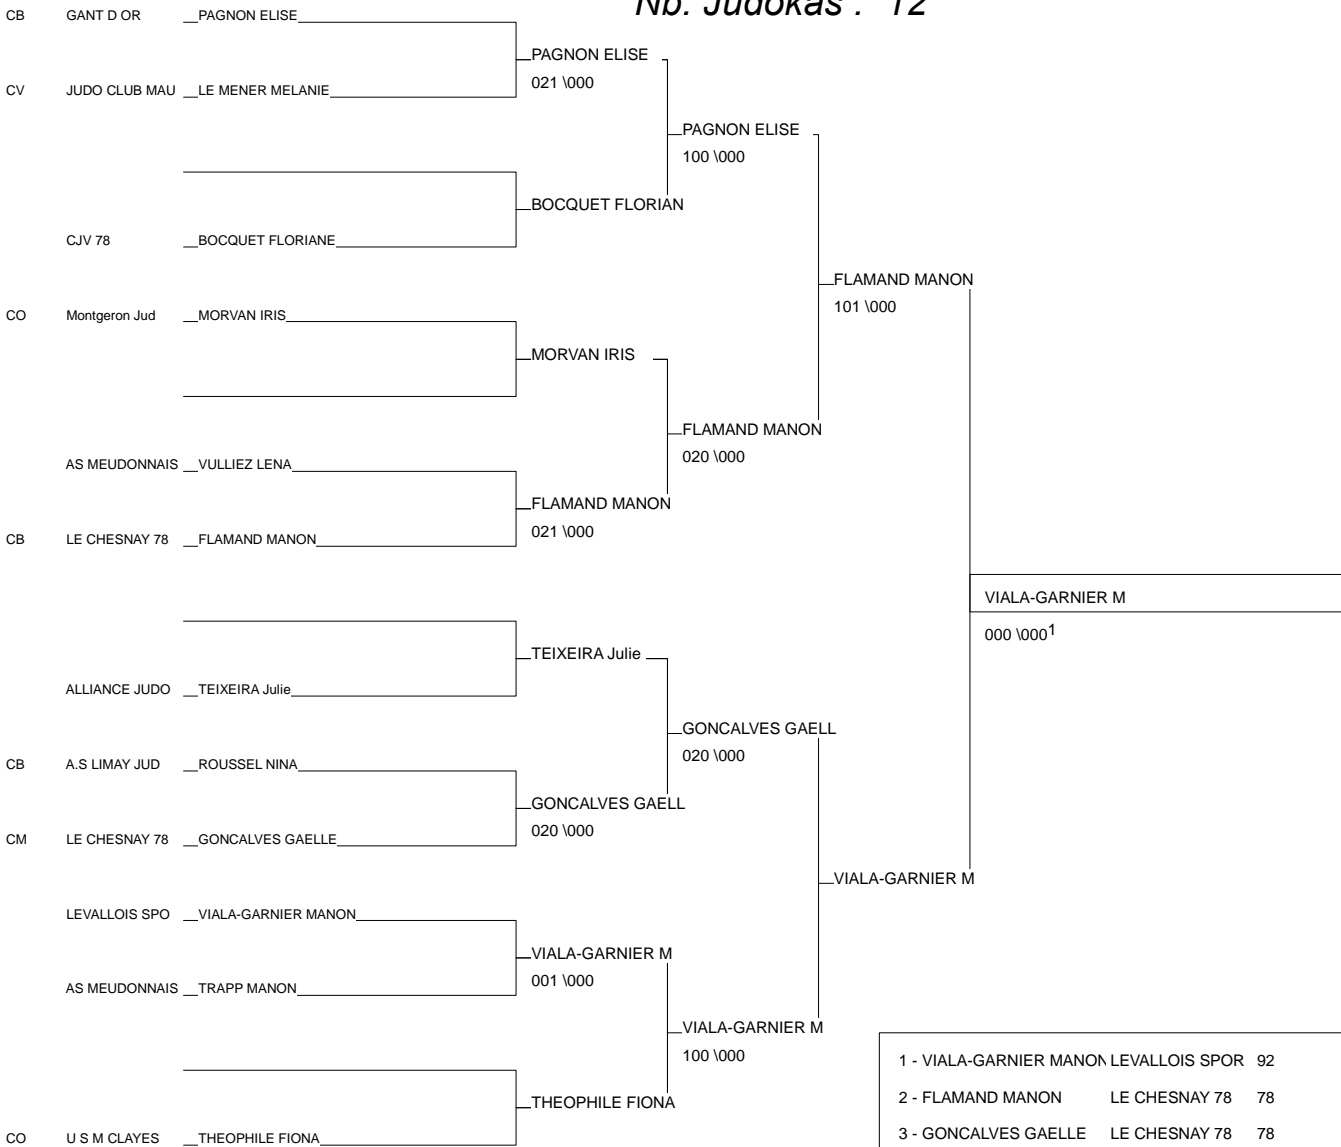 Nb. Judokas : 12
CB GANT D OR PAGNON ELISE
PAGNON ELISE
021 \000
CV JUDO CLUB MAU LE MENER MELANIE
PAGNON ELISE
100 \000
BOCQUET FLORIAN
CJV 78 BOCQUET FLORIANE
FLAMAND MANON
101 \000
CO Montgeron Jud MORVAN IRIS
MORVAN IRIS
FLAMAND MANON
020 \000
AS MEUDONNAIS VULLIEZ LENA
FLAMAND MANON
021 \000
CB LE CHESNAY 78 FLAMAND MANON
VIALA-GARNIER M
000 \000 1
TEIXEIRA Julie
ALLIANCE JUDO TEIXEIRA Julie
GONCALVES GAELL
020 \000
CB A.S LIMAY JUD ROUSSEL NINA
GONCALVES GAELL
020 \000
CM LE CHESNAY 78 GONCALVES GAELLE
VIALA-GARNIER M
LEVALLOIS SPO VIALA-GARNIER MANON
VIALA-GARNIER M
001 \000
AS MEUDONNAIS TRAPP MANON
VIALA-GARNIER M
100 \000
THEOPHILE FIONA
CO U S M CLAYES THEOPHILE FIONA
1 - VIALA-GARNIER MANON LEVALLOIS SPOR 92
2 - FLAMAND MANON LE CHESNAY 78 78
3 - GONCALVES GAELLE LE CHESNAY 78 78